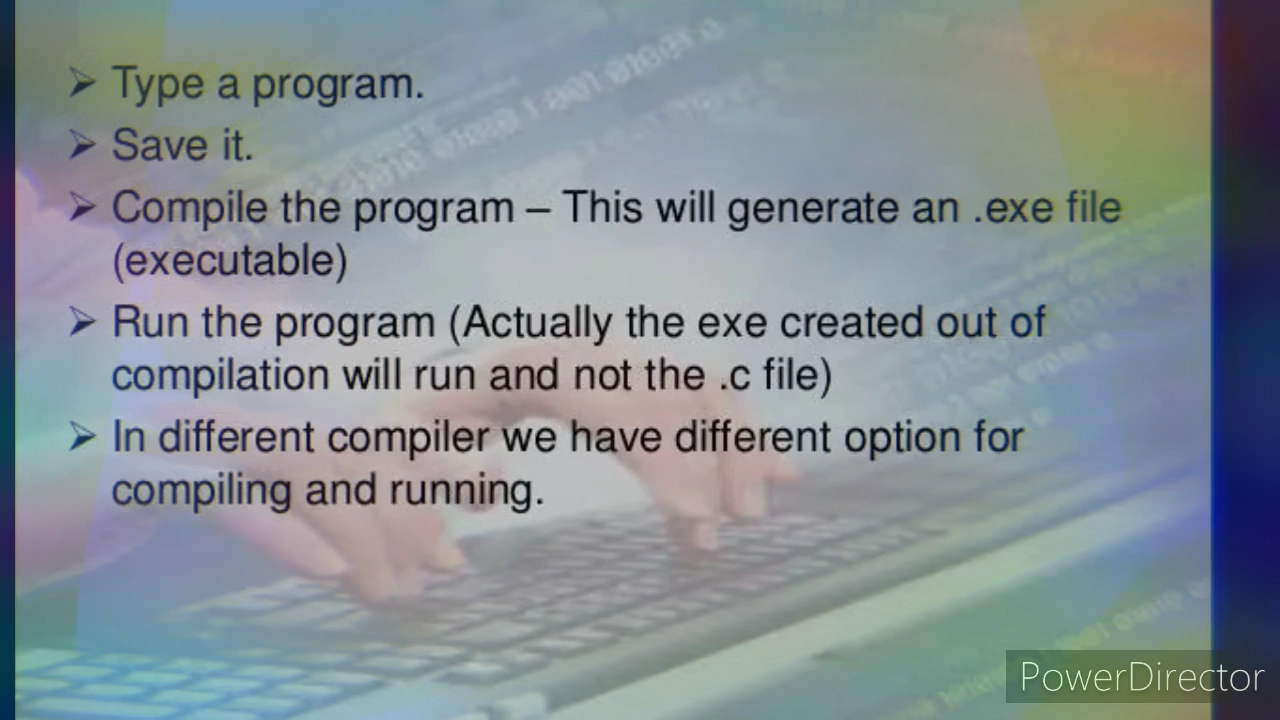 Type a program.
Save it.
Compile the program – This will generate an .exe file
(executable)
Run the program (Actually the exe created out of
compilation will run and not the .c file)
In different compiler we have different option for
compiling and running.
PowerDirector